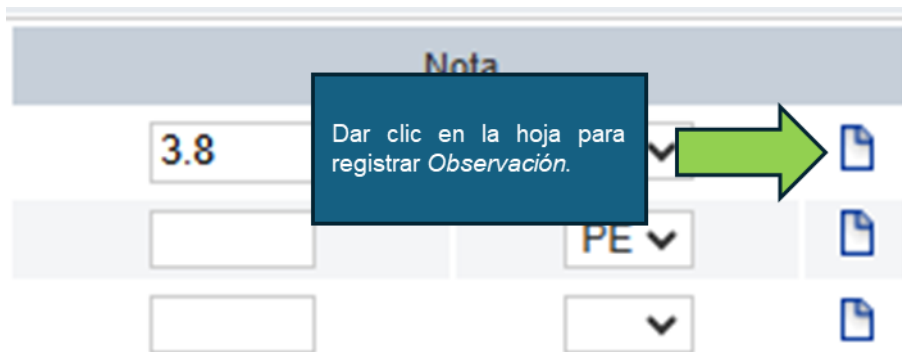 Nota
3.8
Dar clic en la hoja para
registrar Observación.
PE